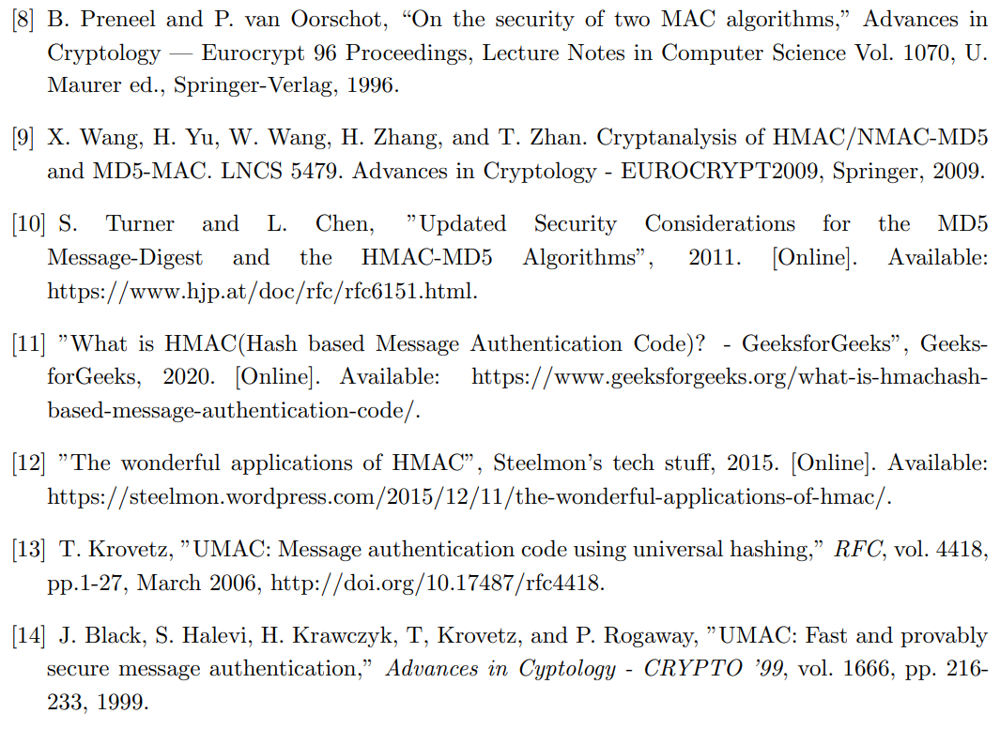 [8] B. Preneel and P. van Oorschot, “On the security of two MAC algorithms,” Advances in
Cryptology — Eurocrypt 96 Proceedings, Lecture Notes in Computer Science Vol. 1070, U.
Maurer ed., Springer-Verlag, 1996.
[9] X. Wang, H. Yu, W. Wang, H. Zhang, and T. Zhan. Cryptanalysis of HMAC/NMAC-MD5
and MD5-MAC. LNCS 5479. Advances in Cryptology - EUROCRYPT2009, Springer, 2009.
[10] S. Turner and L. Chen, ”Updated Security Considerations for the MD5
Message-Digest and the HMAC-MD5 Algorithms”, 2011. [Online]. Available:
https://www.hjp.at/doc/rfc/rfc6151.html.
[11] ”What is HMAC(Hash based Message Authentication Code)? - GeeksforGeeks”, Geeks-
forGeeks, 2020. [Online]. Available: https://www.geeksforgeeks.org/what-is-hmachash-
based-message-authentication-code/.
[12] ”The wonderful applications of HMAC”, Steelmon’s tech stuff, 2015. [Online]. Available:
https://steelmon.wordpress.com/2015/12/11/the-wonderful-applications-of-hmac/.
[13] T. Krovetz, ”UMAC: Message authentication code using universal hashing,” RFC, vol. 4418,
pp.1-27, March 2006, http://doi.org/10.17487/rfc4418.
[14] J. Black, S. Halevi, H. Krawczyk, T, Krovetz, and P. Rogaway, ”UMAC: Fast and provably
secure message authentication,” Advances in Cyptology - CRYPTO ’99, vol. 1666, pp. 216-
233, 1999.